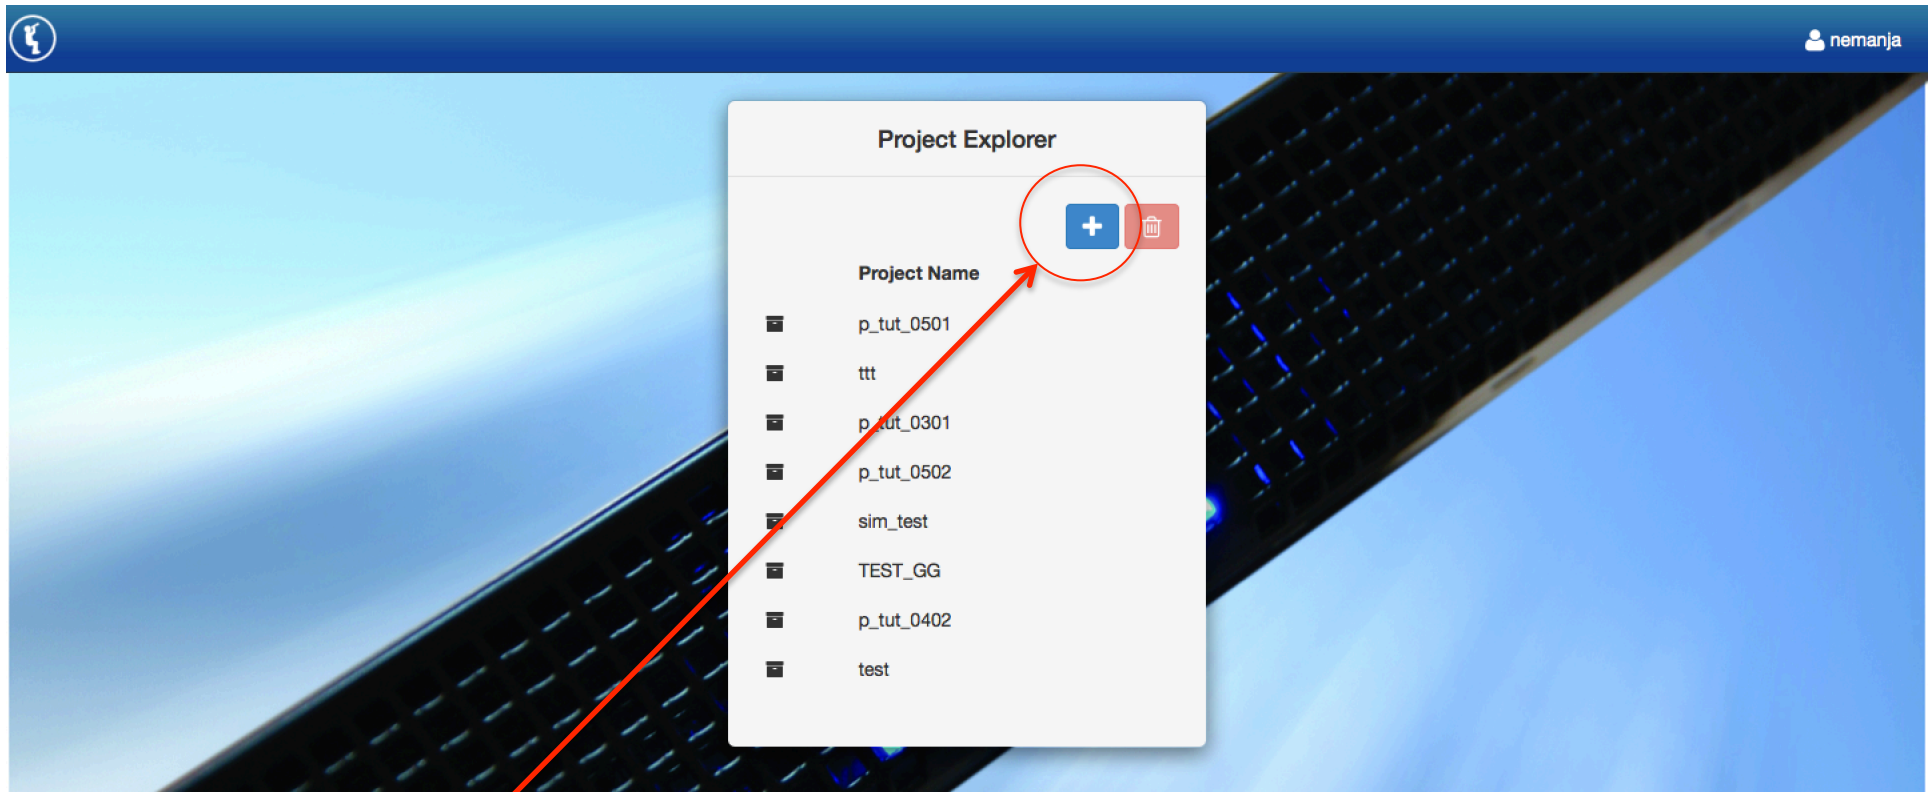 nemanja
Project Explorer
Project Name
p_tut_0501
ttt
p_tut_0301
p_tut_0502
sim_test
TEST_GG
p_tut_0402
test